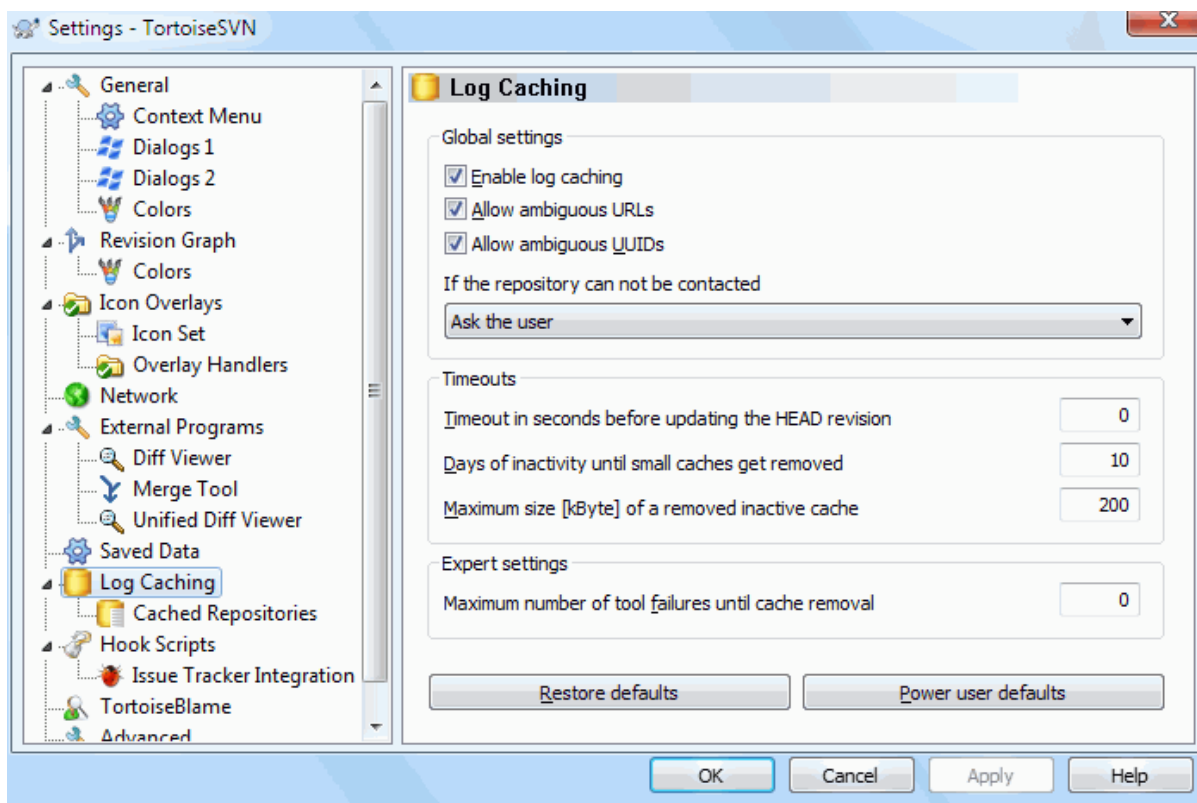 Settings - TortoiseSVN
General
Context Menu
Dialogs 1
Dialogs 2
Colors
Revision Graph
Colors
Icon Overlays
Icon Set
Overlay Handlers
Network
External Programs
Diff Viewer
Merge Tool
Unified Diff Viewer
Saved Data
Log Caching
Cached Repositories
Hook Scripts
Issue Tracker Integration
TortoiseBlame
Advanced
Log Caching
Global settings
Enable log caching
Allow ambiguous URLs
Allow ambiguous UUIDs
If the repository can not be contacted
Ask the user
Timeouts
Timeout in seconds before updating the HEAD revision 0
Days of inactivity until small caches get removed 10
Maximum size [kByte] of a removed inactive cache 200
Expert settings
Maximum number of tool failures until cache removal 0
Restore defaults Power user defaults
OK Cancel Apply Help